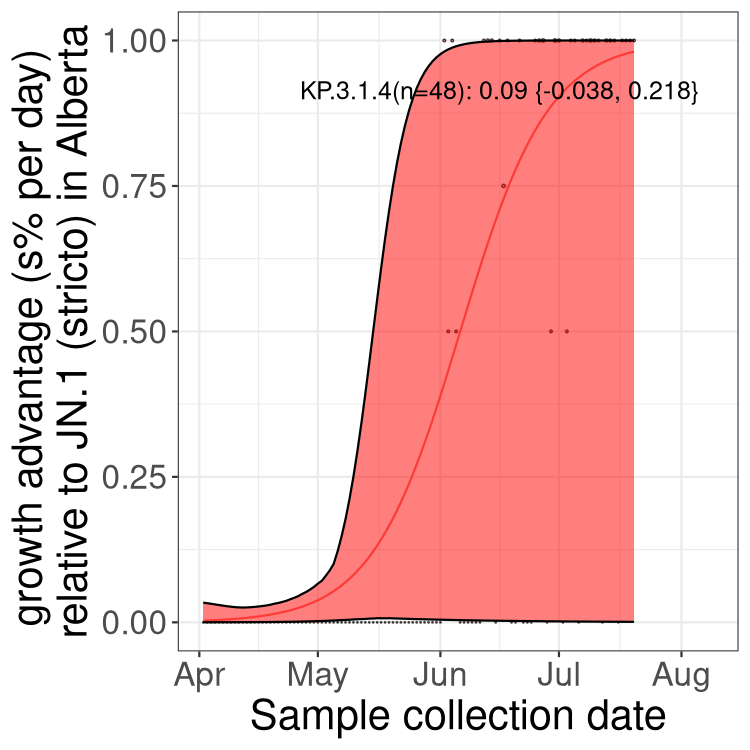 growth advantage (s% per day)
relative to JN.1 (stricto) in Alberta
1.00
0.75
0.50
0.25
0.00
KP.3.1.4(n=48): 0.09 {-0.038, 0.218}
Apr May Jun Jul Aug
Sample collection date